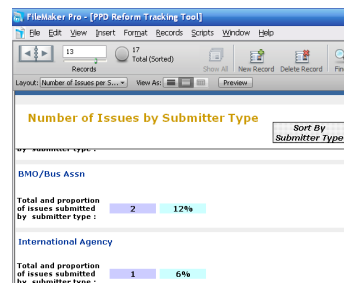 FileMaker Pro - [PPD Reform Tracking Tool]
File Edit View Insert Format Records Scripts Window Help
13
17
Total (Sorted)
Records
Show All New Record Delete Record
Layout: Number of Issues per S... View As: Preview
Number of Issues by Submitter Type
Sort By
Submitter Type
by submitter type :
BMO/Bus Assn
Total and proportion
of issues submitted 2 12%
by submitter type :
International Agency
Total and proportion
of issues submitted 1 6%
by submitter type :